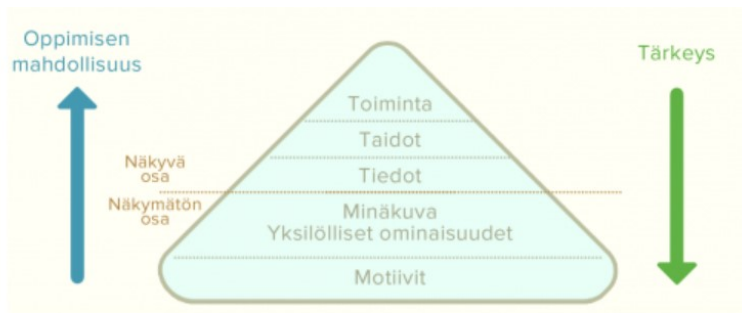 Oppimisen
mahdollisuus
Tärkeys
Toiminta
Taidot
Näkyvä
osa
Tiedot
Näkymätön
osa
Minäkuva
Yksilölliset ominaisuudet
Motiivit